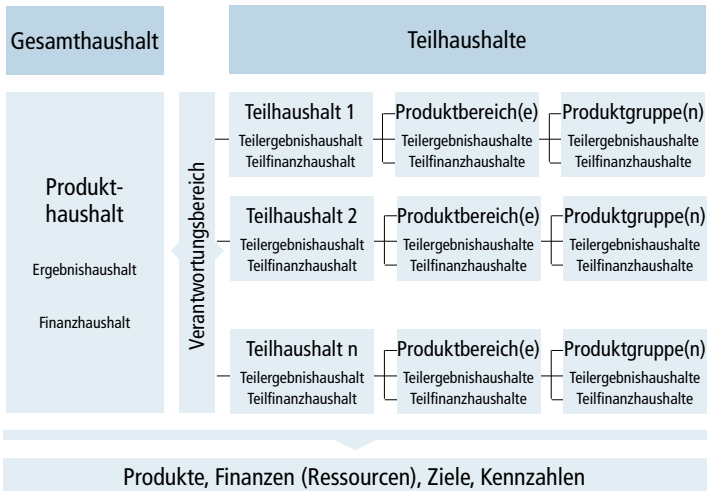 Gesamthaushalt
Teilhaushalte
Produkt-
haushalt
Ergebnishaushalt
Finanzhaushalt
Verantwortungsbereich
Teilhaushalt 1
Teilergebnishaushalt
Teilfinanzhaushalt
Produktbereich(e)
Teilergebnishaushalte
Teilfinanzhaushalte
Produktgruppe(n)
Teilergebnishaushalte
Teilfinanzhaushalte
Teilhaushalt 2
Teilergebnishaushalt
Teilfinanzhaushalt
Produktbereich(e)
Teilergebnishaushalte
Teilfinanzhaushalte
Produktgruppe(n)
Teilergebnishaushalte
Teilfinanzhaushalte
Teilhaushalt n
Teilergebnishaushalt
Teilfinanzhaushalt
Produktbereich(e)
Teilergebnishaushalte
Teilfinanzhaushalte
Produktgruppe(n)
Teilergebnishaushalte
Teilfinanzhaushalte
Produkte, Finanzen (Ressourcen), Ziele, Kennzahlen